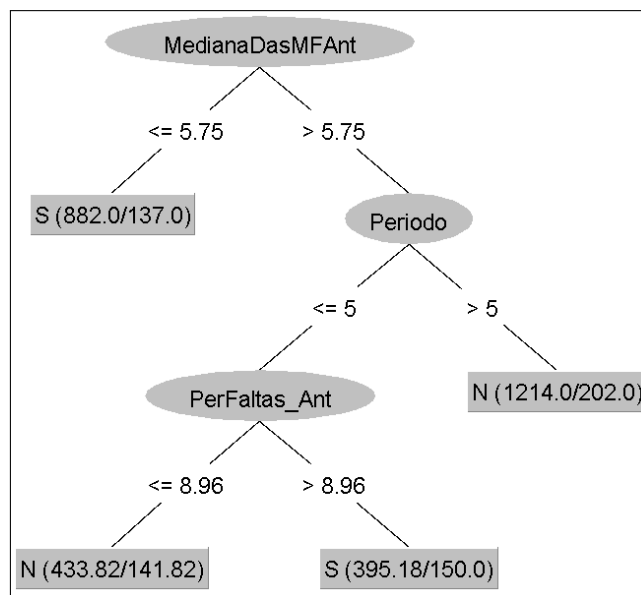 MedianaDasMFAnt
<= 5.75
> 5.75
S (882.0/137.0)
Periodo
<= 5
> 5
PerFaltas_Ant
N (1214.0/202.0)
<= 8.96
> 8.96
N (433.82/141.82)
S (395.18/150.0)